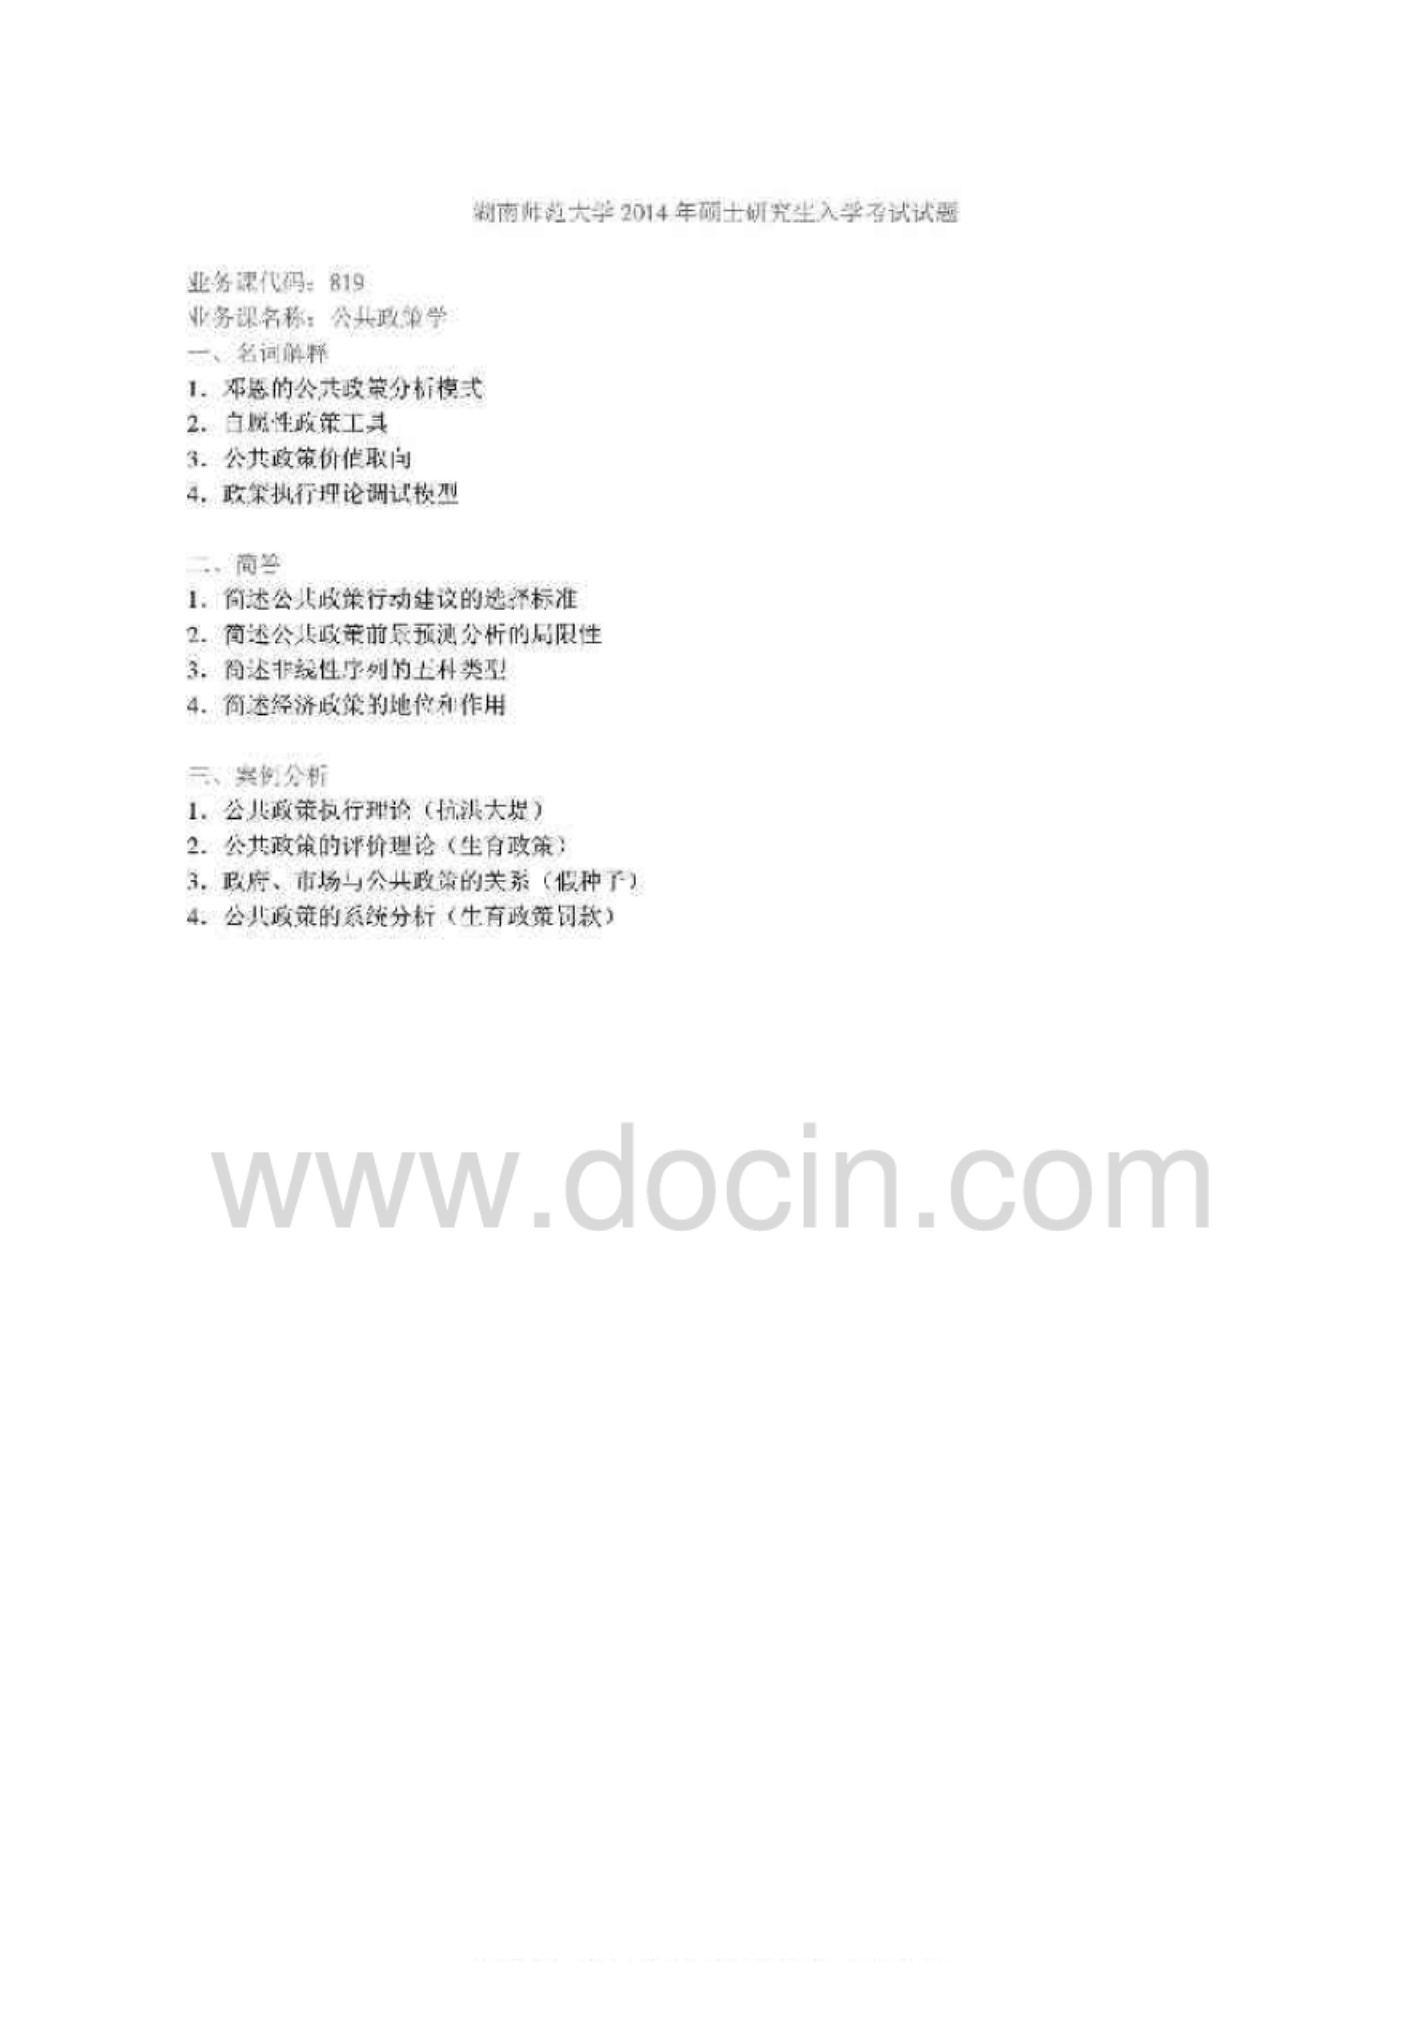 湖南师范大学 2014 年硕士研究生入学考试试题
业务课代码：819
业务课名称：公共政策学
一、名词解释
1．邓恩的公共政策分析模式
2．自愿性政策工具
3．公共政策价值取向
4．政策执行理论调试模型
二、简答
1．简述公共政策行动建议的选择标准
2．简述公共政策前景预测分析的局限性
3．简述非线性序列的五种类型
4．简述经济政策的地位和作用
三、案例分析
1．公共政策执行理论（抗洪大堤）
2．公共政策的评价理论（生育政策）
3．政府、市场与公共政策的关系（假种子）
4．公共政策的系统分析（生育政策罚款）
www.docin.com